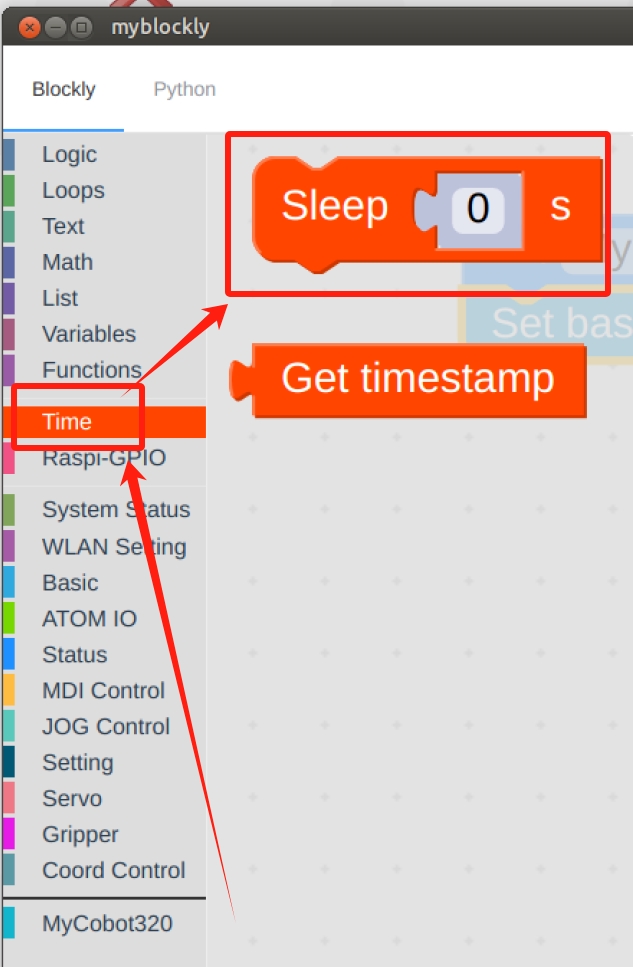 myblockly
Blockly Python
Logic
Loops
Text
Math
List
Variables
Functions
Time
Raspi-GPIO
System Status
WLAN Setting
Basic
ATOM IO
Status
MDI Control
JOG Control
Setting
Servo
Gripper
Coord Control
MyCobot320
Sleep 0 s
Get timestamp
y
Set bas